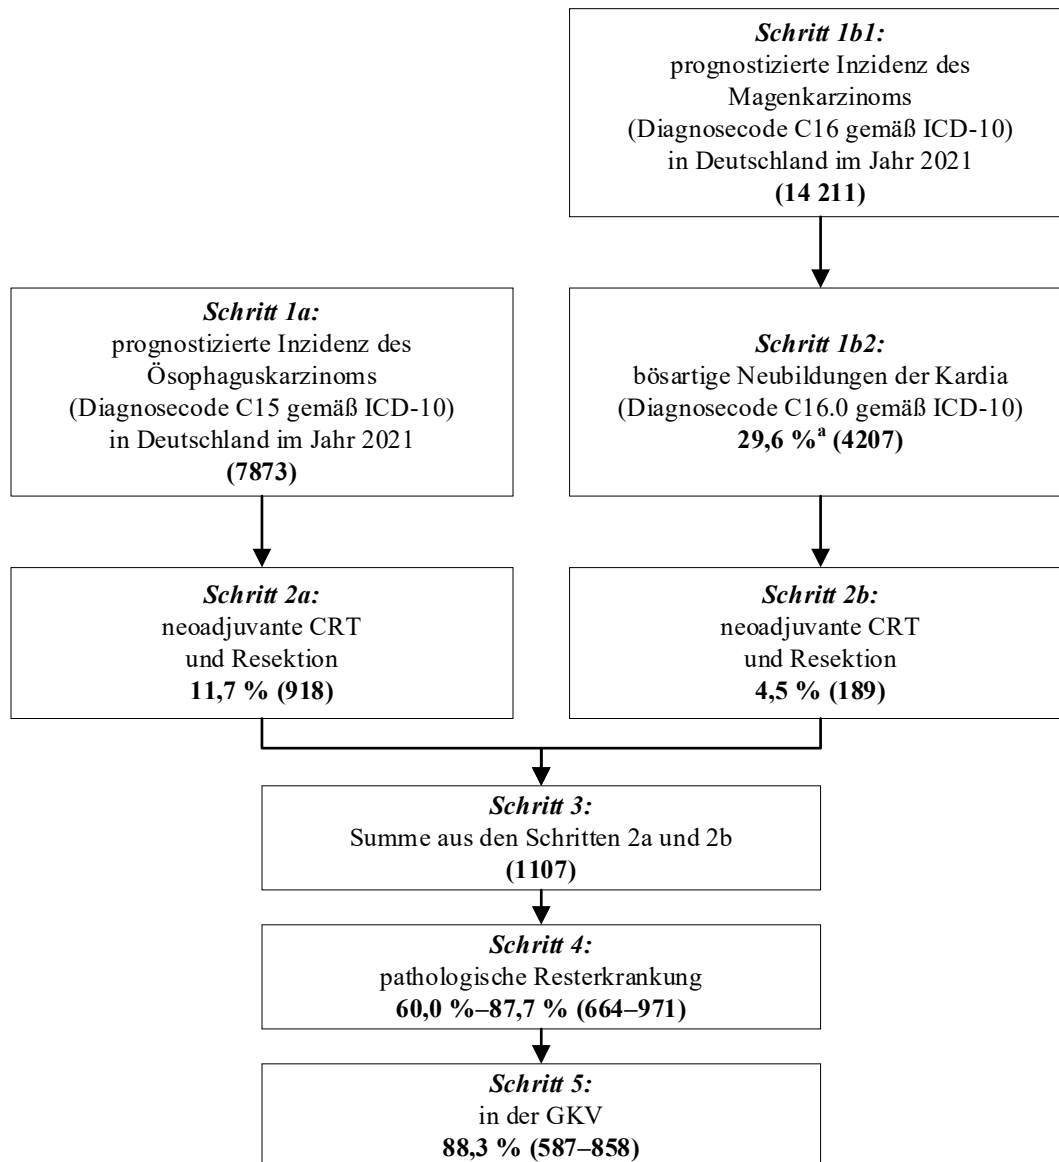 Schritt 1b1:
prognostizierte Inzidenz des
Magenkarzinoms
(Diagnosecode C16 gemäß ICD-10)
in Deutschland im Jahr 2021
(14 211)
Schritt 1a:
prognostizierte Inzidenz des
Ösophaguskarzinoms
(Diagnosecode C15 gemäß ICD-10)
in Deutschland im Jahr 2021
(7873)
Schritt 1b2:
bösartige Neubildungen der Kardia
(Diagnosecode C16.0 gemäß ICD-10)
29,6 %a (4207)
Schritt 2a:
neoadjuvante CRT
und Resektion
11,7 % (918)
Schritt 2b:
neoadjuvante CRT
und Resektion
4,5 % (189)
Schritt 3:
Summe aus den Schritten 2a und 2b
(1107)
Schritt 4:
pathologische Resterkrankung
60,0 %–87,7 % (664–971)
Schritt 5:
in der GKV
88,3 % (587–858)